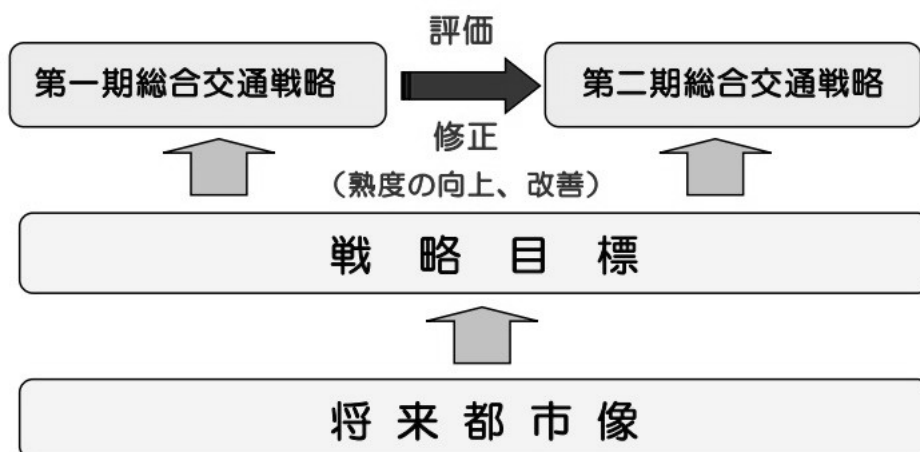 評価
第一期総合交通戦略
第二期総合交通戦略
修正
（熟度の向上、改善）
戦略目標
将来都市像